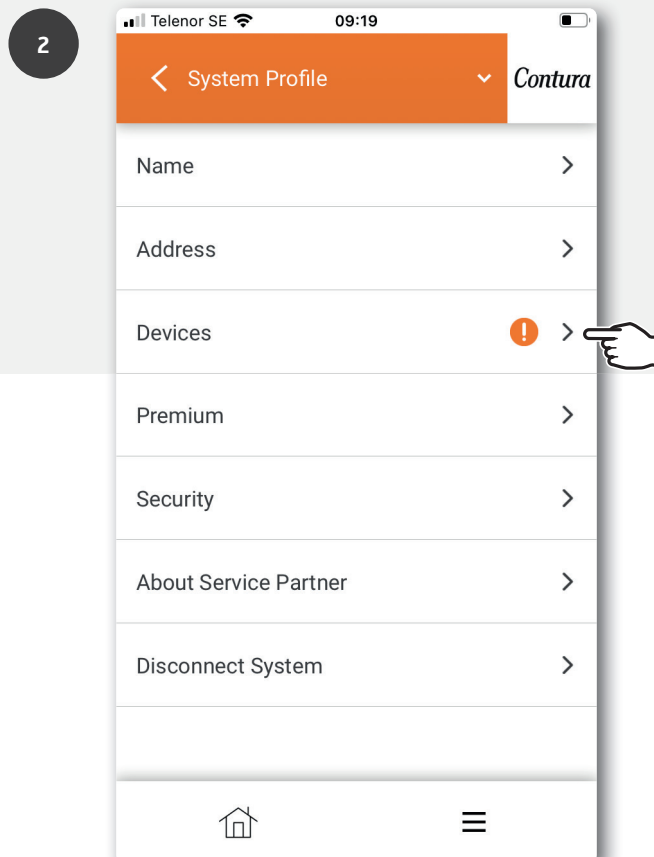 2
Telenor SE 09:19
System Profile
Contura
Name
Address
Devices
Premium
Security
About Service Partner
Disconnect System